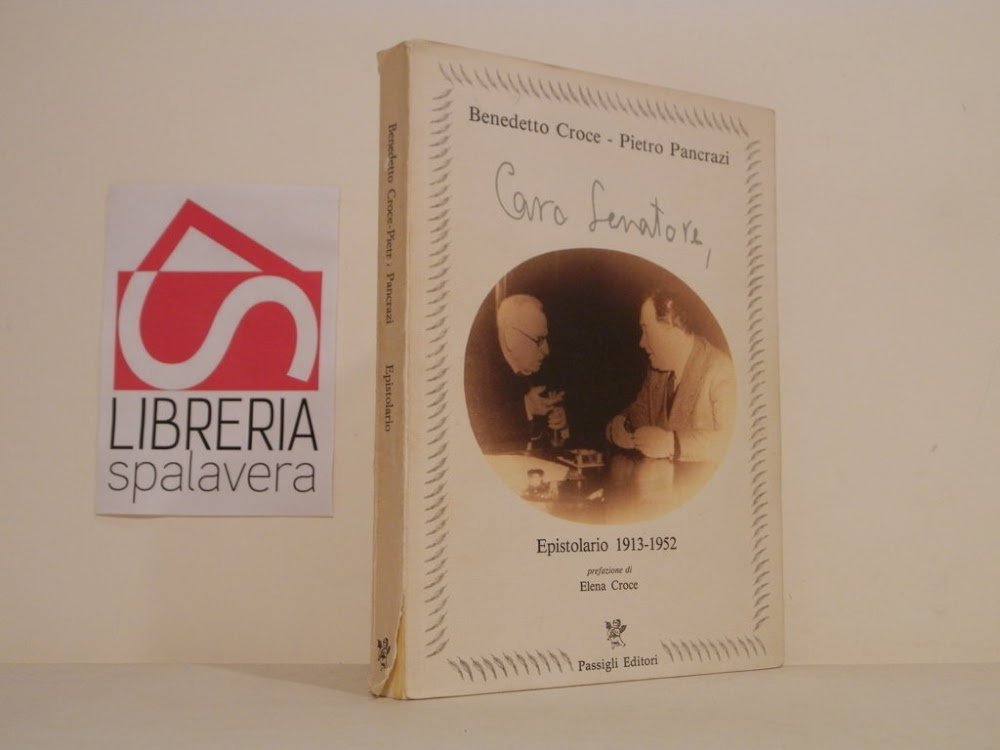 LIBRERIA
spalavera
Benedetto Croce-Pietr , Pancrazi Epistolario
Benedetto Croce - Pietro Pancrazi
Caro Senatore,
Epistolario 1913-1952
prefazione di
Elena Croce
Passigli Editori